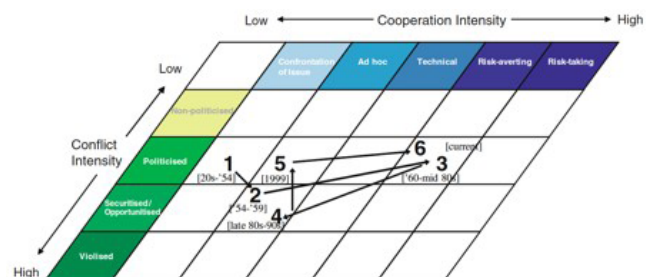 Low
Cooperation Intensity
High
Confrontation
of issue
Ad hoc
Technical
Risk-averting
Risk-taking
Low
Non-politicised
Conflict
Intensity
Politicised
1
5
6
[current]
3
[20s-'54]
[1999]
['60-mid 80s]
2
Securitised/
Opportunitised
['54-'59]
4
[late 80s-90s]
Violised
High